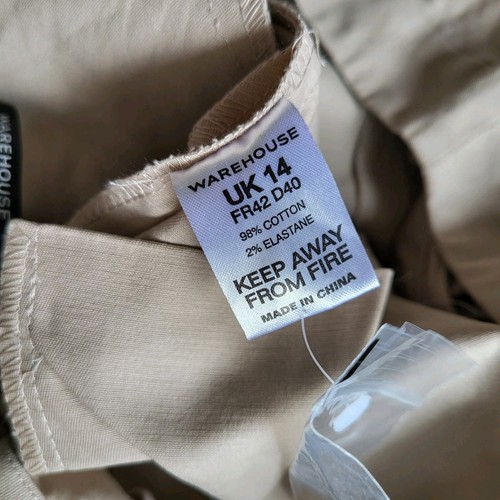 WAREHOUSE
WAREHOUSE
UK 14
FR42 D40
98% COTTON
2% ELASTANE
KEEP AWAY
FROM FIRE
MADE IN CHINA